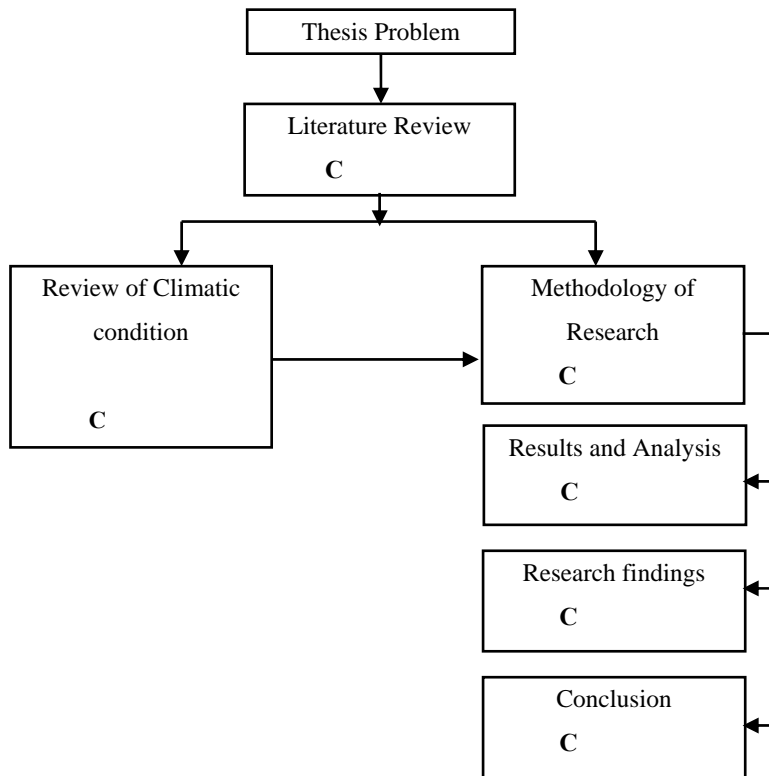 Thesis Problem
Literature Review
C
Review of Climatic
condition
C
Methodology of
Research
C
Results and Analysis
C
Research findings
C
Conclusion
C